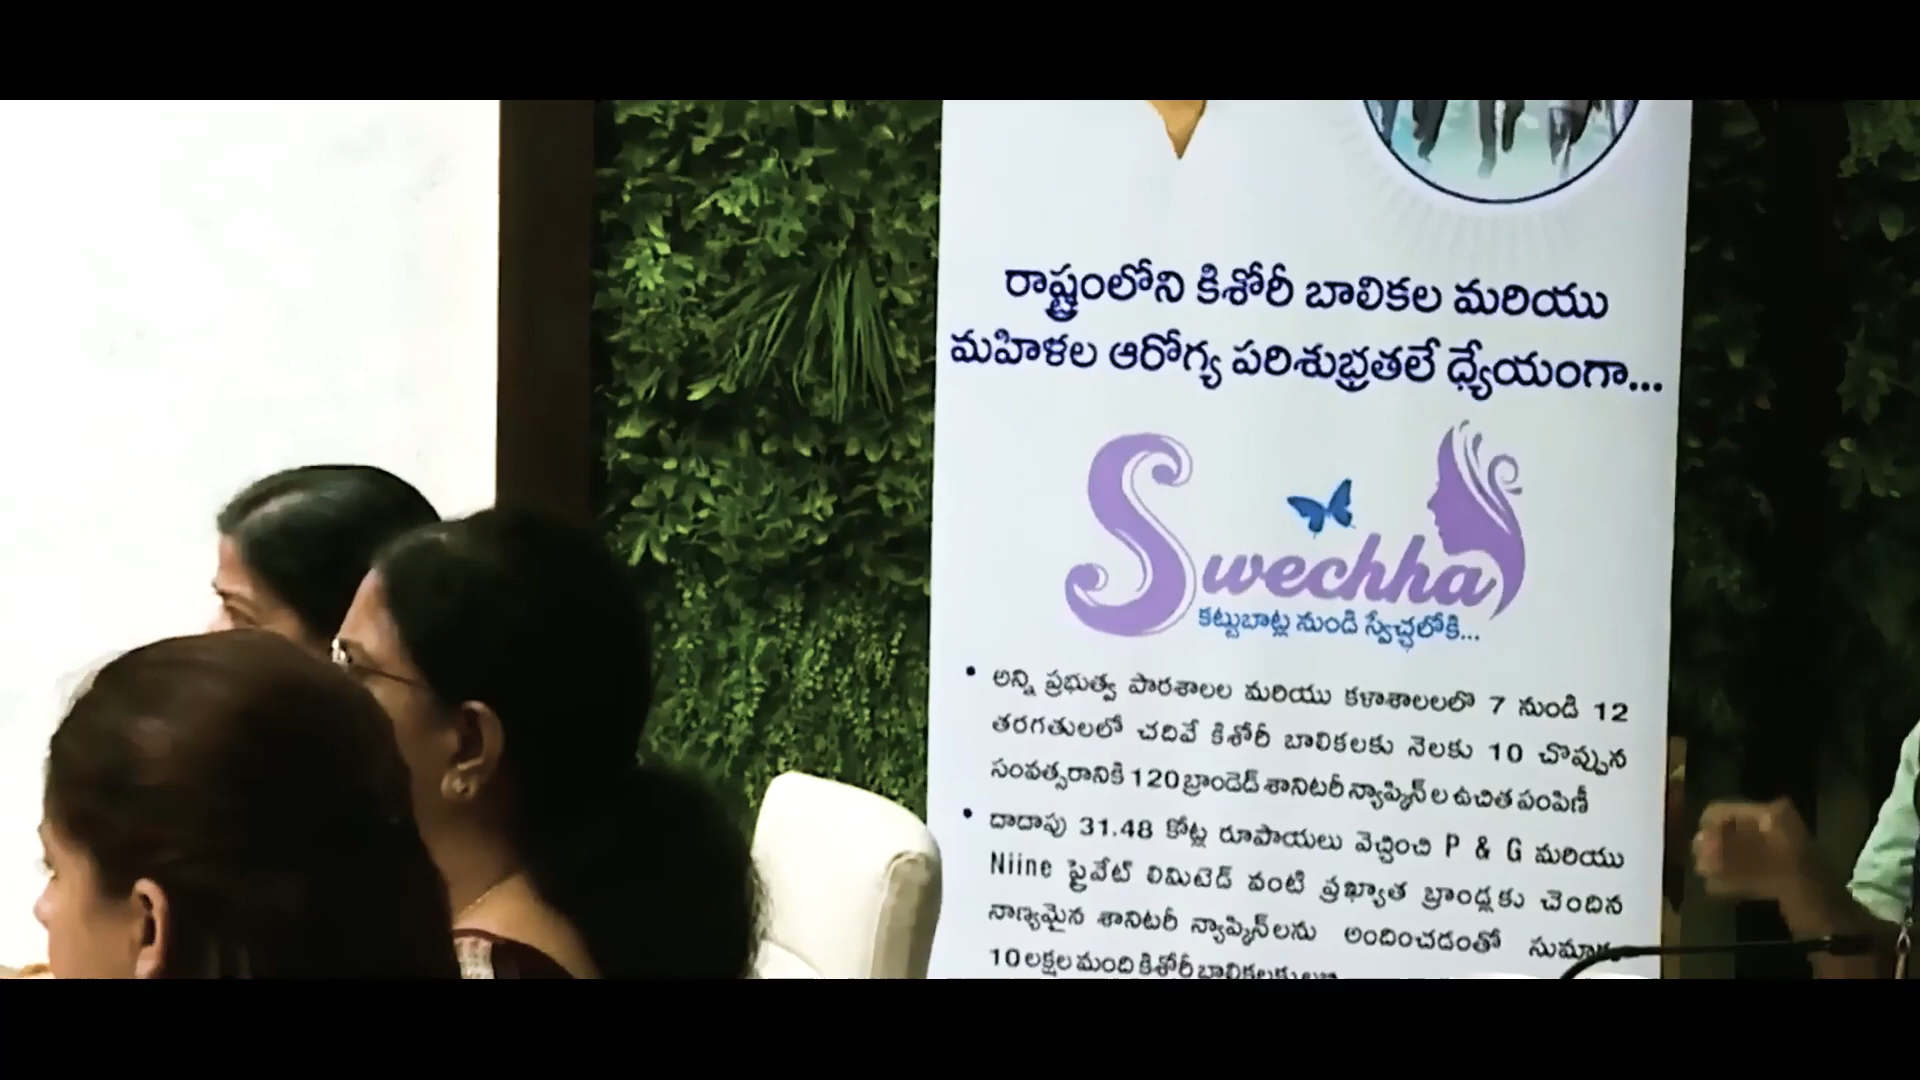 రాష్ట్రంలోని కిశోరీ బాలికల మరియు
మహిళల ఆరోగ్య పరిశుభ్రతలే ధ్యేయంగా...
Swechha
కట్టుబాట్ల నుండి స్వేచ్ఛలోకి...
• అన్ని ప్రభుత్వ పాఠశాలల మరియు కళాశాలలలో 7 నుండి 12
తరగతులలో చదివే కిశోరీ బాలికలకు నెలకు 10 చొప్పున
సంవత్సరానికి 120 బ్రాండెడ్ శానిటరీ న్యాప్కిన్ ల ఉచిత పంపిణీ
• దాదాపు 31.48 కోట్ల రూపాయలు వెచ్చించి P & G మరియు
Niine ప్రైవేట్ లిమిటెడ్ వంటి ప్రఖ్యాత బ్రాండ్లకు చెందిన
నాణ్యమైన శానిటరీ న్యాప్కిన్‌లను అందించడంతో సుమారు
10 లక్షల మంది కిశోరీ బాలికలకు